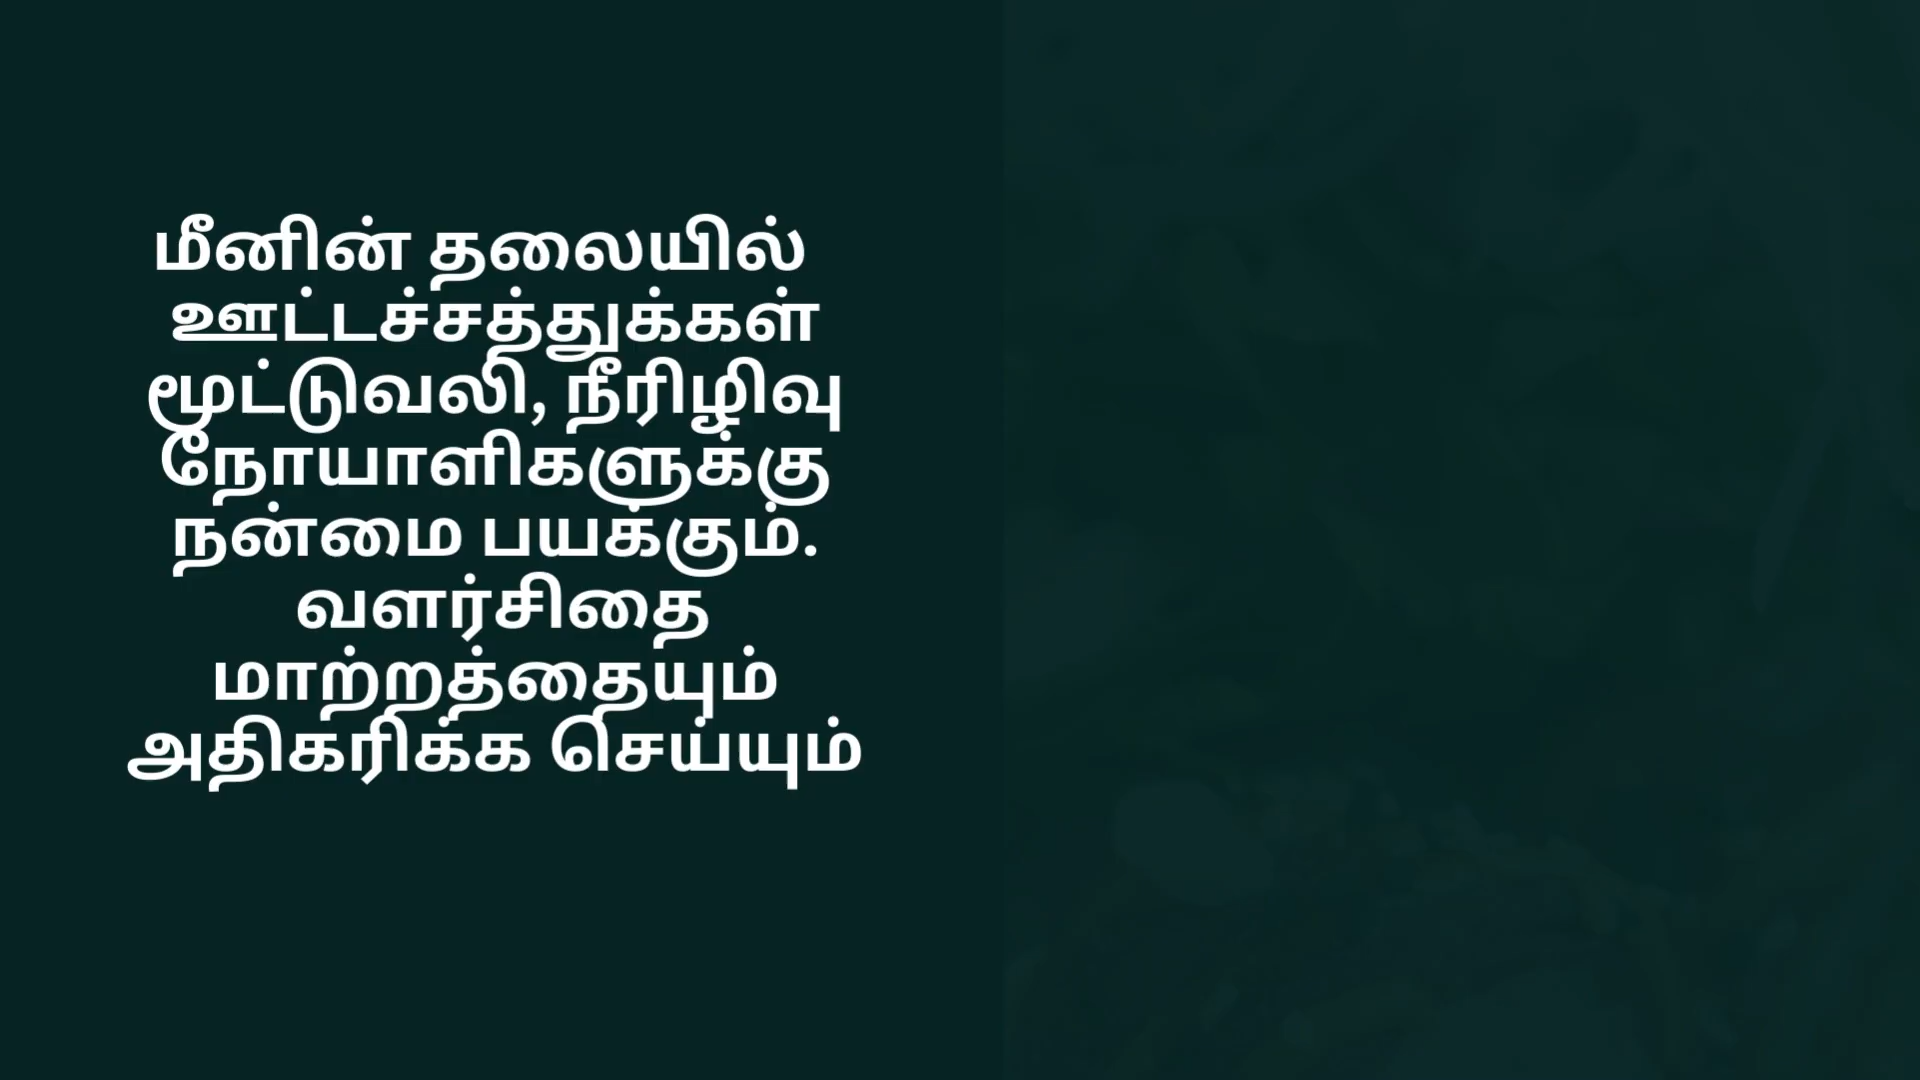 மீனின் தலையில்
ஊட்டச்சத்துக்கள்
மூட்டுவலி, நீரிழிவு
நோயாளிகளுக்கு
நன்மை பயக்கும்.
வளர்சிதை
மாற்றத்தையும்
அதிகரிக்க செய்யும்